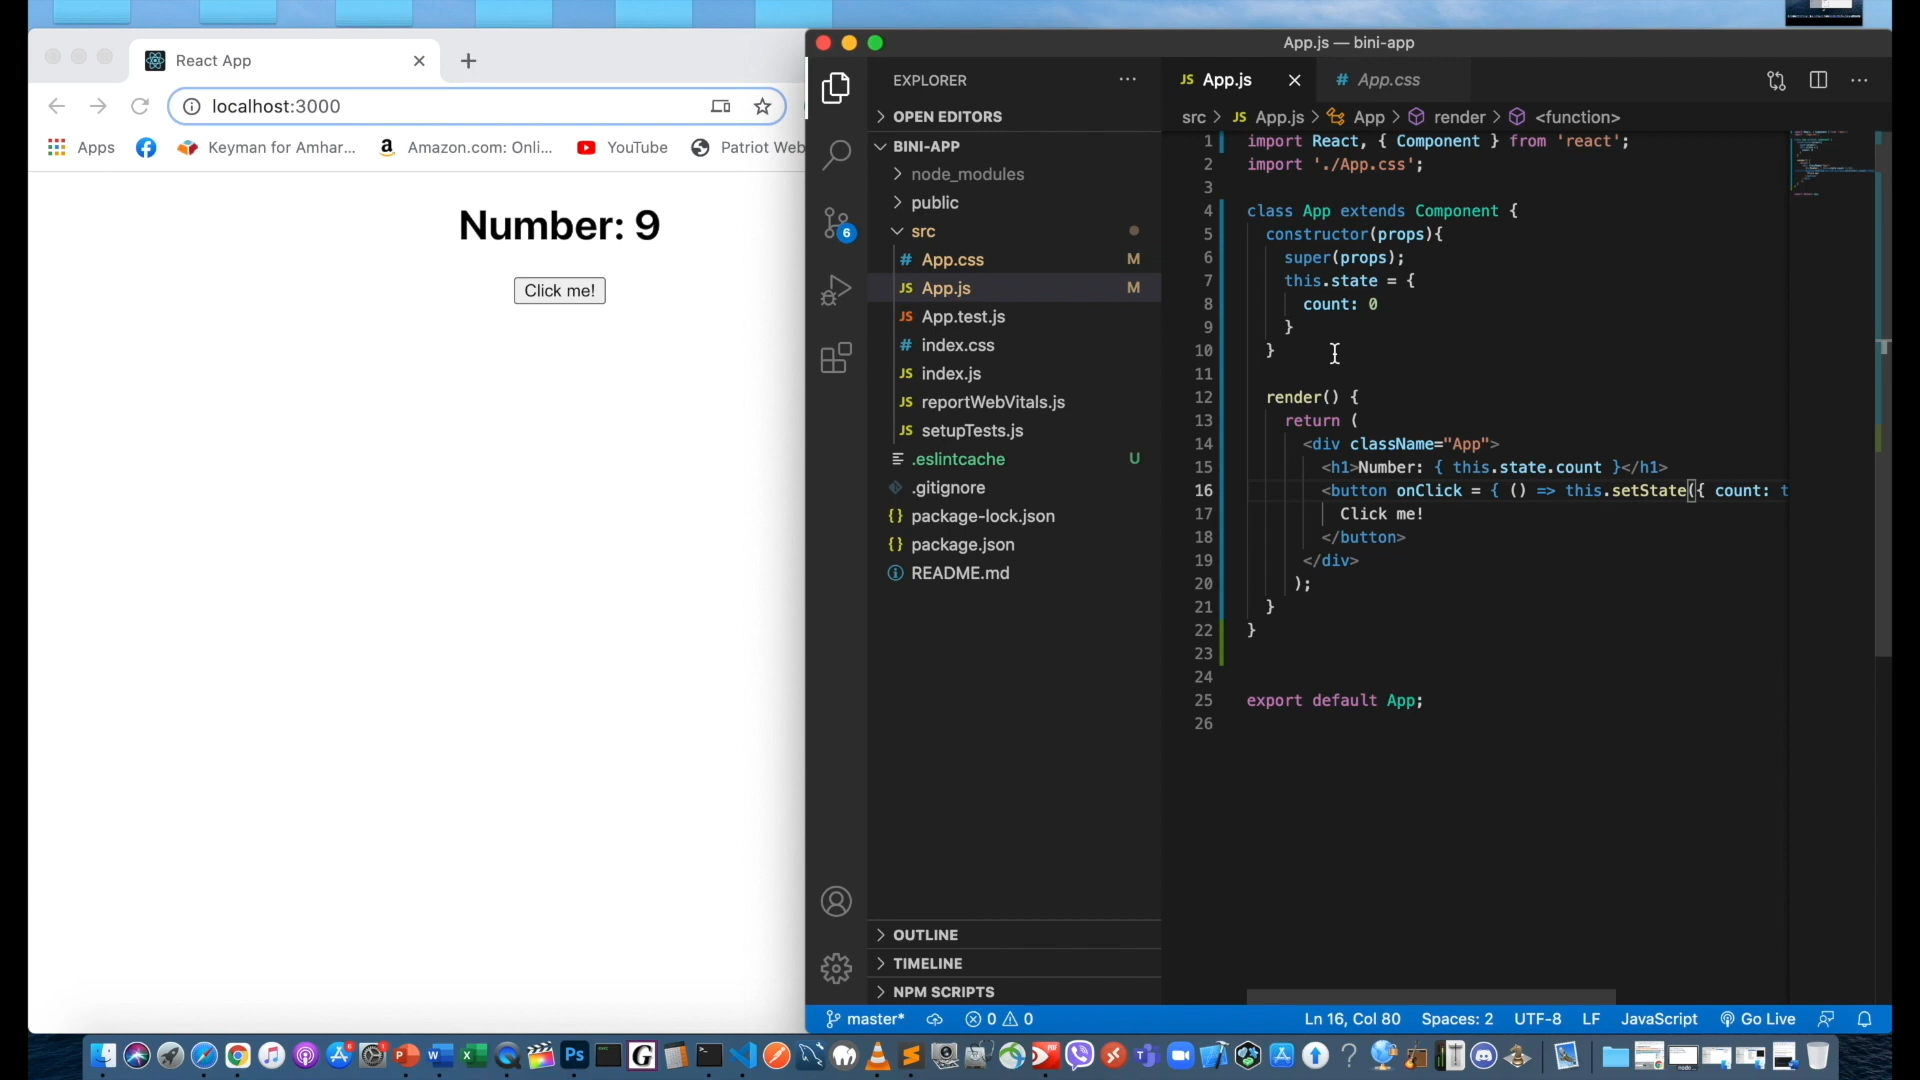 React App
localhost:3000
Apps
Keyman for Amhar...
Amazon.com: Onli...
YouTube
Patriot Web
Number: 9
Click me!
App.js — bini-app
EXPLORER
OPEN EDITORS
BINI-APP
node_modules
public
src
# App.css M
JS App.js M
JS App.test.js
# index.css
JS index.js
JS reportWebVitals.js
JS setupTests.js
.eslintcache U
.gitignore
{} package-lock.json
{} package.json
README.md
OUTLINE
TIMELINE
NPM SCRIPTS
6
JS App.js
# App.css
src > JS App.js > App > render > <function>
1 import React, { Component } from 'react';
2 import './App.css';
3
4 class App extends Component {
5 constructor(props){
6 super(props);
7 this.state = {
8 count: 0
9 }
10 }
11
12 render() {
13 return (
14 <div className="App">
15 <h1>Number: { this.state.count }</h1>
16 <button onClick = { () => this.setState({ count: t
17 Click me!
18 </button>
19 </div>
20 );
21 }
22 }
23
24
25 export default App;
26
master* 0 0 Ln 16, Col 80 Spaces: 2 UTF-8 LF JavaScript Go Live